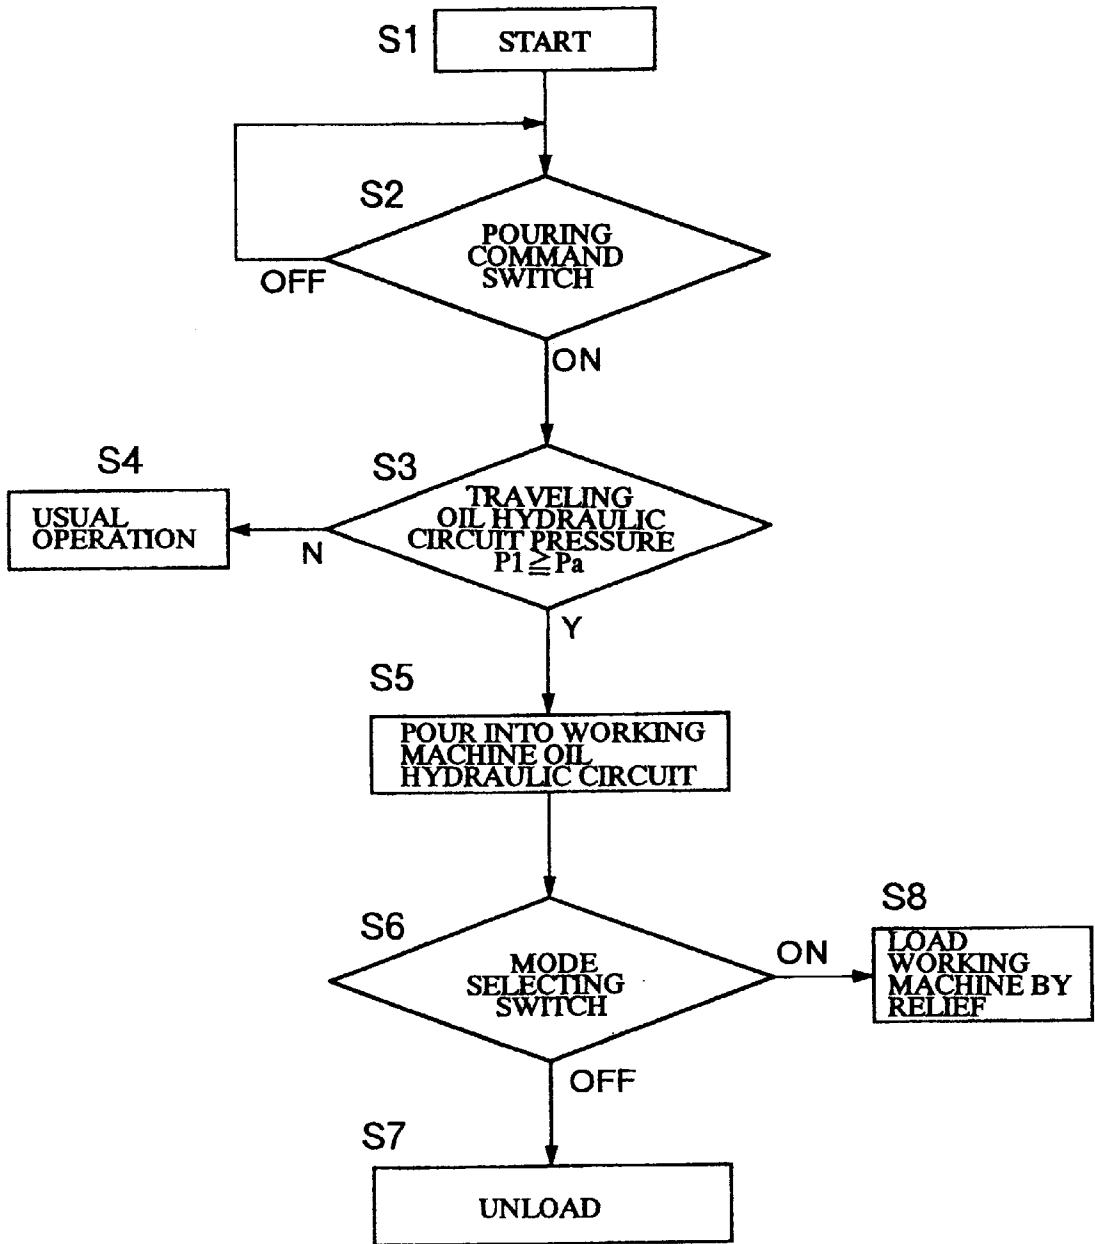 S1
START
S2
POURING
COMMAND
SWITCH
OFF
ON
S4
USUAL
OPERATION
S3
TRAVELING
OIL HYDRAULIC
CIRCUIT PRESSURE
P1≧Pa
N
Y
S5
POUR INTO WORKING
MACHINE OIL
HYDRAULIC CIRCUIT
S6
MODE
SELECTING
SWITCH
ON
S8
LOAD
WORKING
MACHINE BY
RELIEF
OFF
S7
UNLOAD